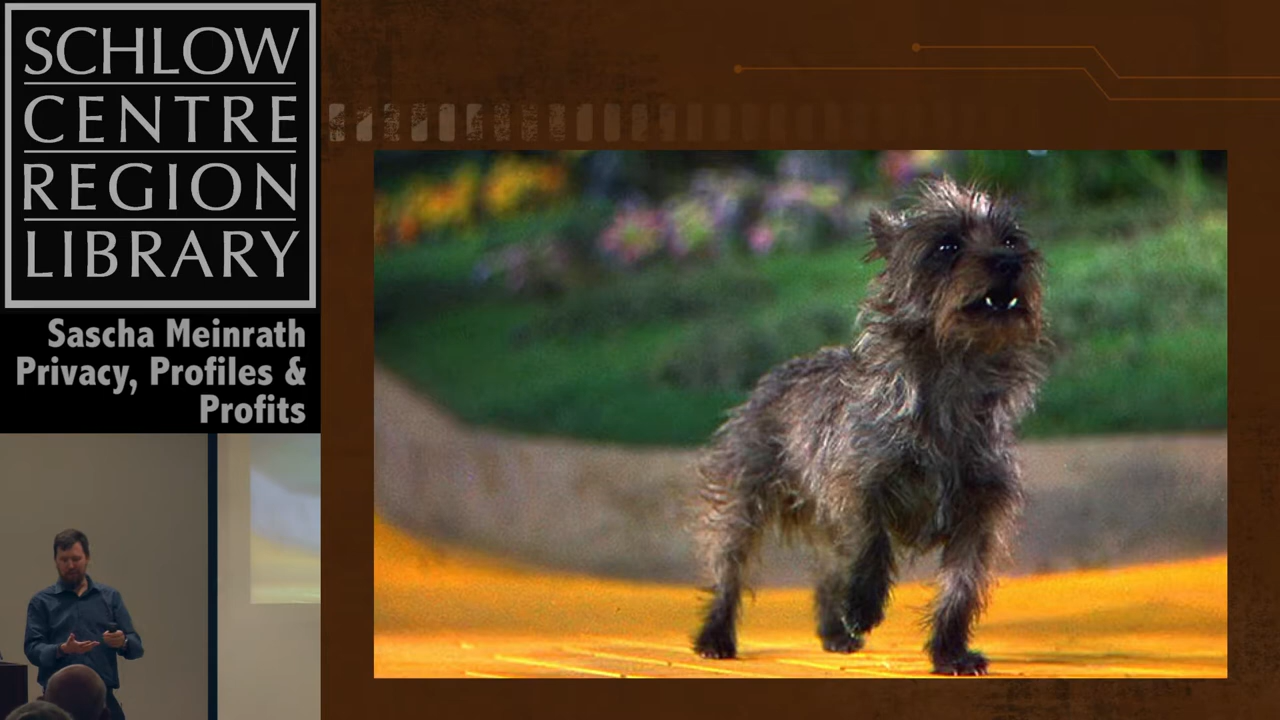 SCHLOW
CENTRE
REGION
LIBRARY
Sascha Meinrath
Privacy, Profiles &
Profits